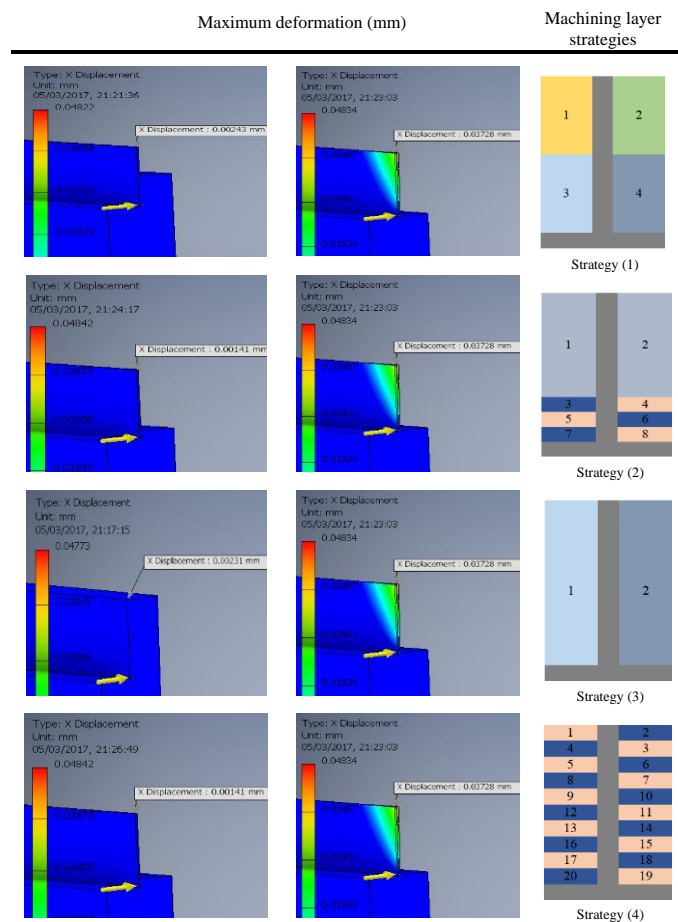 Maximum deformation (mm)
Machining layer
strategies
Type: X Displacement
Unit: mm
05/03/2017, 21:21:36
0.04822
X Displacement : 0.00243 mm
Type: X Displacement
Unit: mm
05/03/2017, 21:23:03
0.04834
X Displacement : 0.03728 mm
1
2
3
4
Strategy (1)
Type: X Displacement
Unit: mm
05/03/2017, 21:24:17
0.04842
X Displacement : 0.00141 mm
Type: X Displacement
Unit: mm
05/03/2017, 21:23:03
0.04834
X Displacement : 0.03728 mm
1
2
3
4
5
6
7
8
Strategy (2)
Type: X Displacement
Unit: mm
05/03/2017, 21:17:15
0.04773
X Displacement : 0.00231 mm
Type: X Displacement
Unit: mm
05/03/2017, 21:23:03
0.04834
X Displacement : 0.03728 mm
1
2
Strategy (3)
Type: X Displacement
Unit: mm
05/03/2017, 21:26:49
0.04842
X Displacement : 0.00141 mm
Type: X Displacement
Unit: mm
05/03/2017, 21:23:03
0.04834
X Displacement : 0.03728 mm
1
2
4
3
5
6
8
7
9
10
12
11
13
14
16
15
17
18
20
19
Strategy (4)